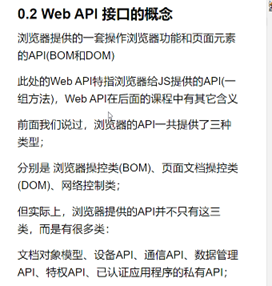 0.2 Web API 接口的概念
浏览器提供的一套操作浏览器功能和页面元素
的API(BOM和DOM)
此处的Web API特指浏览器给JS提供的API(一
组方法)，Web API在后面的课程中有其它含义
前面我们说过，浏览器的API一共提供了三种
类型；
分别是 浏览器操控类(BOM)、页面文档操控类
(DOM)、网络控制类；
但实际上，浏览器提供的API并不只有这三
类，而是有很多类：
文档对象模型、设备API、通信API、数据管理
API、特权API、已认证应用程序的私有API；